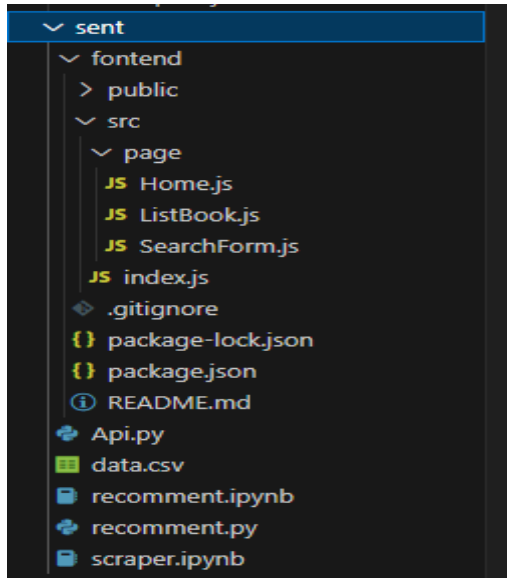 sent
fontend
public
src
page
JS Home.js
JS ListBook.js
JS SearchForm.js
JS index.js
.gitignore
{} package-lock.json
{} package.json
README.md
Api.py
data.csv
recomment.ipynb
recomment.py
scraper.ipynb